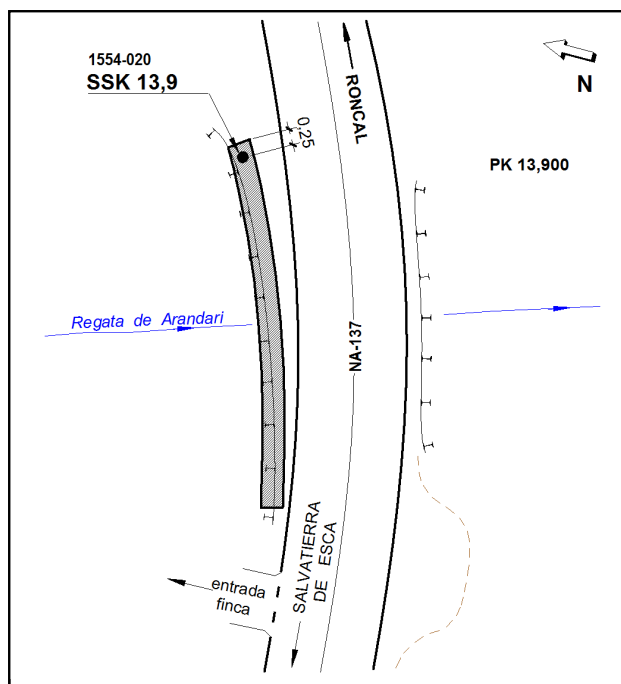 1554-020
SSK 13,9
0,25
RONCAL
N
PK 13,900
Regata de Arandari
NA-137
SALVATIERRA
DE ESCA
entrada
finca